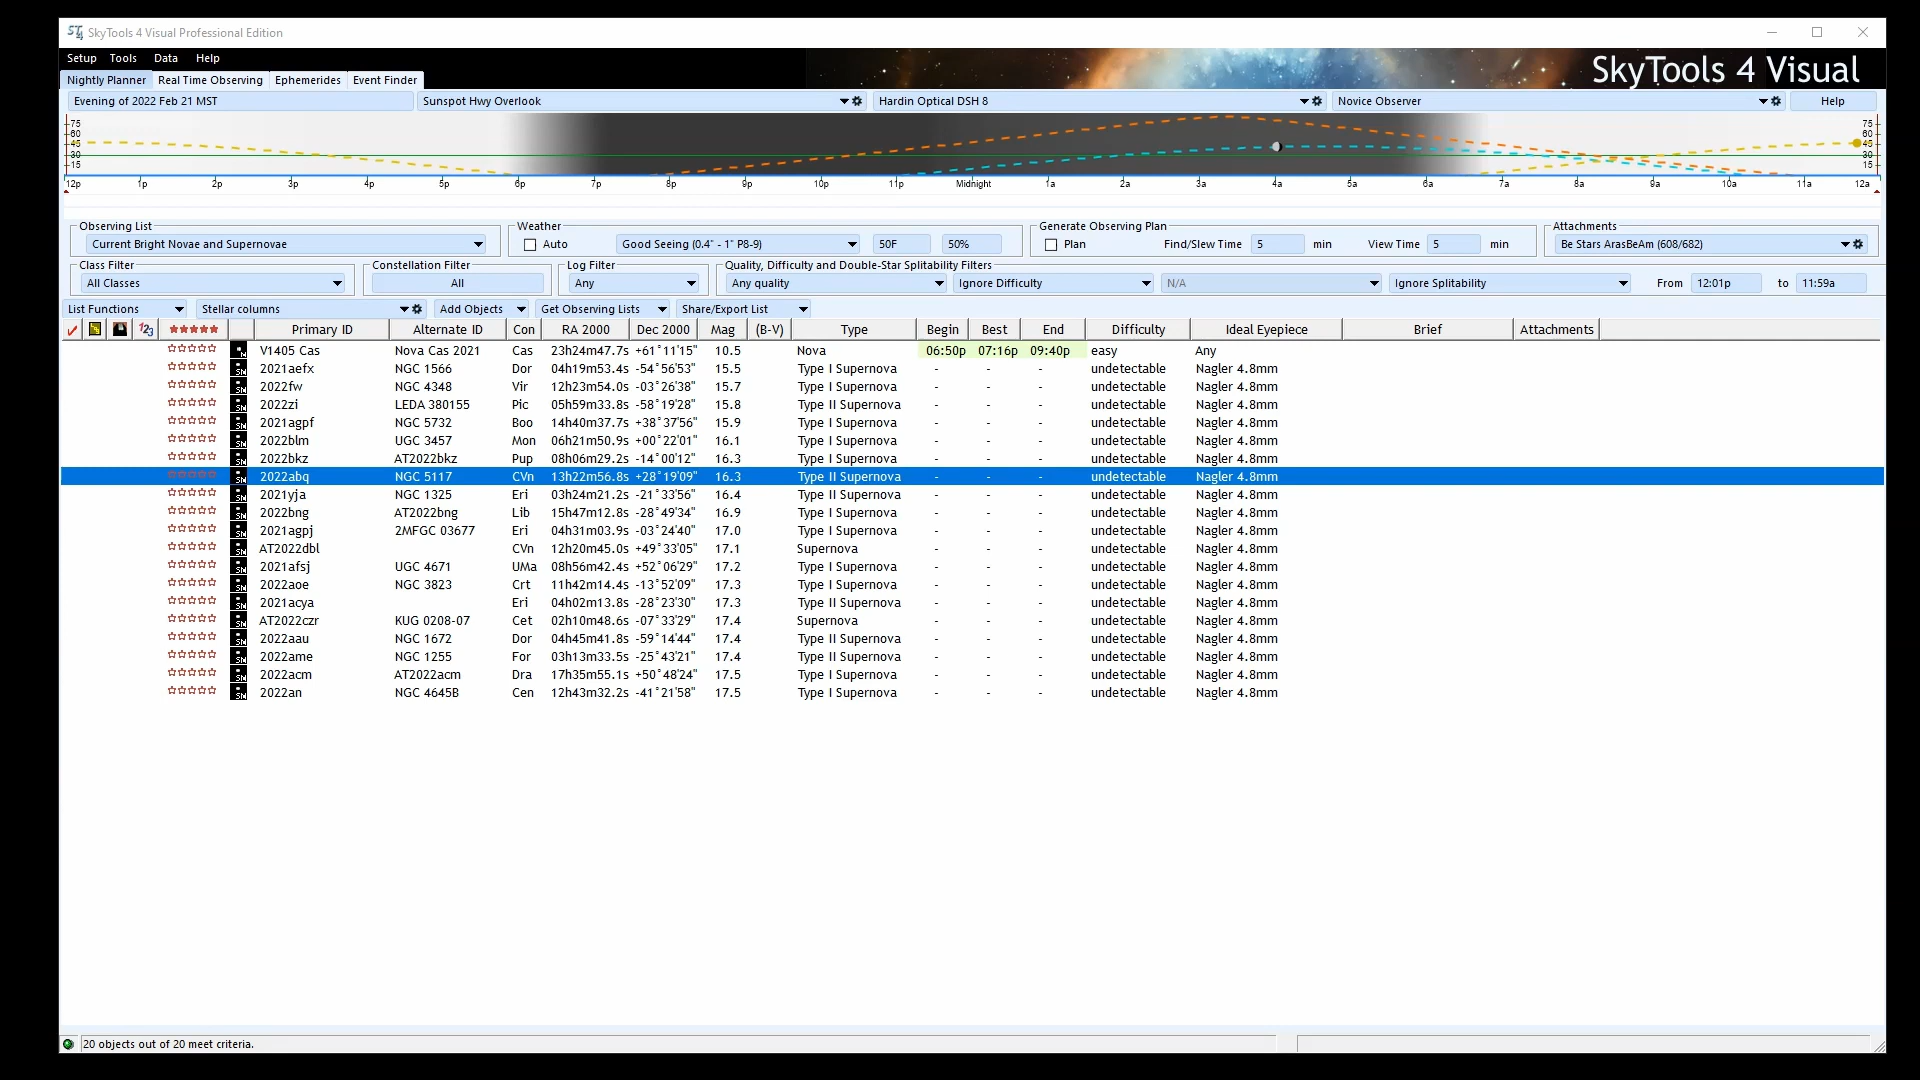 SkyTools 4 Visual Professional Edition
Setup Tools Data Help
SkyTools 4 Visual
Nightly Planner Real Time Observing Ephemerides Event Finder
Evening of 2022 Feb 21 MST Sunspot Hwy Overlook Hardin Optical DSH 8 Novice Observer Help
75 75
60 60
45 45
30 30
15 15
12p 1p 2p 3p 4p 5p 6p 7p 8p 9p 10p 11p Midnight 1a 2a 3a 4a 5a 6a 7a 8a 9a 10a 11a 12a
Observing List Weather Generate Observing Plan Attachments
Current Bright Novae and Supernovae Auto Good Seeing (0.4" - 1" P8-9) 50F 50% Plan Find/Slew Time 5 min View Time 5 min Be Stars ArasBeAm (608/682)
Class Filter Constellation Filter Log Filter Quality, Difficulty and Double-Star Splitability Filters
All Classes All Any Any quality Ignore Difficulty N/A Ignore Splitability From 12:01p to 11:59a
List Functions Stellar columns Add Objects Get Observing Lists Share/Export List
123 Primary ID Alternate ID Con RA 2000 Dec 2000 Mag (B-V) Type Begin Best End Difficulty Ideal Eyepiece Brief Attachments
V1405 Cas Nova Cas 2021 Cas 23h24m47.7s +61°11'15" 10.5 Nova 06:50p 07:16p 09:40p easy Any
2021aefx NGC 1566 Dor 04h19m53.4s -54°56'53" 15.5 Type I Supernova - - - undetectable Nagler 4.8mm
2022fw NGC 4348 Vir 12h23m54.0s -03°26'38" 15.7 Type I Supernova - - - undetectable Nagler 4.8mm
2022zi LEDA 380155 Pic 05h59m33.8s -58°19'28" 15.8 Type II Supernova - - - undetectable Nagler 4.8mm
2021agpf NGC 5732 Boo 14h40m37.7s +38°37'56" 15.9 Type I Supernova - - - undetectable Nagler 4.8mm
2022blm UGC 3457 Mon 06h21m50.9s +00°22'01" 16.1 Type I Supernova - - - undetectable Nagler 4.8mm
2022bkz AT2022bkz Pup 08h06m29.2s -14°00'12" 16.3 Type I Supernova - - - undetectable Nagler 4.8mm
2022abq NGC 5117 CVn 13h22m56.8s +28°19'09" 16.3 Type II Supernova - - - undetectable Nagler 4.8mm
2021yja NGC 1325 Eri 03h24m21.2s -21°33'56" 16.4 Type II Supernova - - - undetectable Nagler 4.8mm
2022bng AT2022bng Lib 15h47m12.8s -28°49'34" 16.9 Type I Supernova - - - undetectable Nagler 4.8mm
2021agpj 2MFGC 03677 Eri 04h31m03.9s -03°24'40" 17.0 Type I Supernova - - - undetectable Nagler 4.8mm
AT2022dbl CVn 12h20m45.0s +49°33'05" 17.1 Supernova - - - undetectable Nagler 4.8mm
2021afsj UGC 4671 UMa 08h56m42.4s +52°06'29" 17.2 Type I Supernova - - - undetectable Nagler 4.8mm
2022aoe NGC 3823 Crt 11h42m14.4s -13°52'09" 17.3 Type I Supernova - - - undetectable Nagler 4.8mm
2021acya Eri 04h02m13.8s -28°23'30" 17.3 Type II Supernova - - - undetectable Nagler 4.8mm
AT2022czr KUG 0208-07 Cet 02h10m48.6s -07°33'29" 17.4 Supernova - - - undetectable Nagler 4.8mm
2022aau NGC 1672 Dor 04h45m41.8s -59°14'44" 17.4 Type II Supernova - - - undetectable Nagler 4.8mm
2022ame NGC 1255 For 03h13m33.5s -25°43'21" 17.4 Type II Supernova - - - undetectable Nagler 4.8mm
2022acm AT2022acm Dra 17h35m55.1s +50°48'24" 17.5 Type I Supernova - - - undetectable Nagler 4.8mm
2022an NGC 4645B Cen 12h43m32.2s -41°21'58" 17.5 Type I Supernova - - - undetectable Nagler 4.8mm
20 objects out of 20 meet criteria.